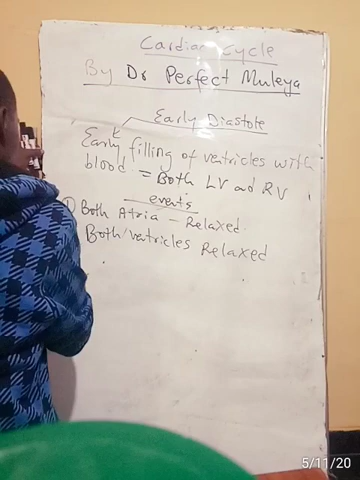 Cardiac Cycle
By Dr Perfect Muleya
Early Diastole
Early filling of ventricles with
blood = Both LV ad RV
events
① Both Atria - Relaxed.
Both ventricles Relaxed
5/11/20